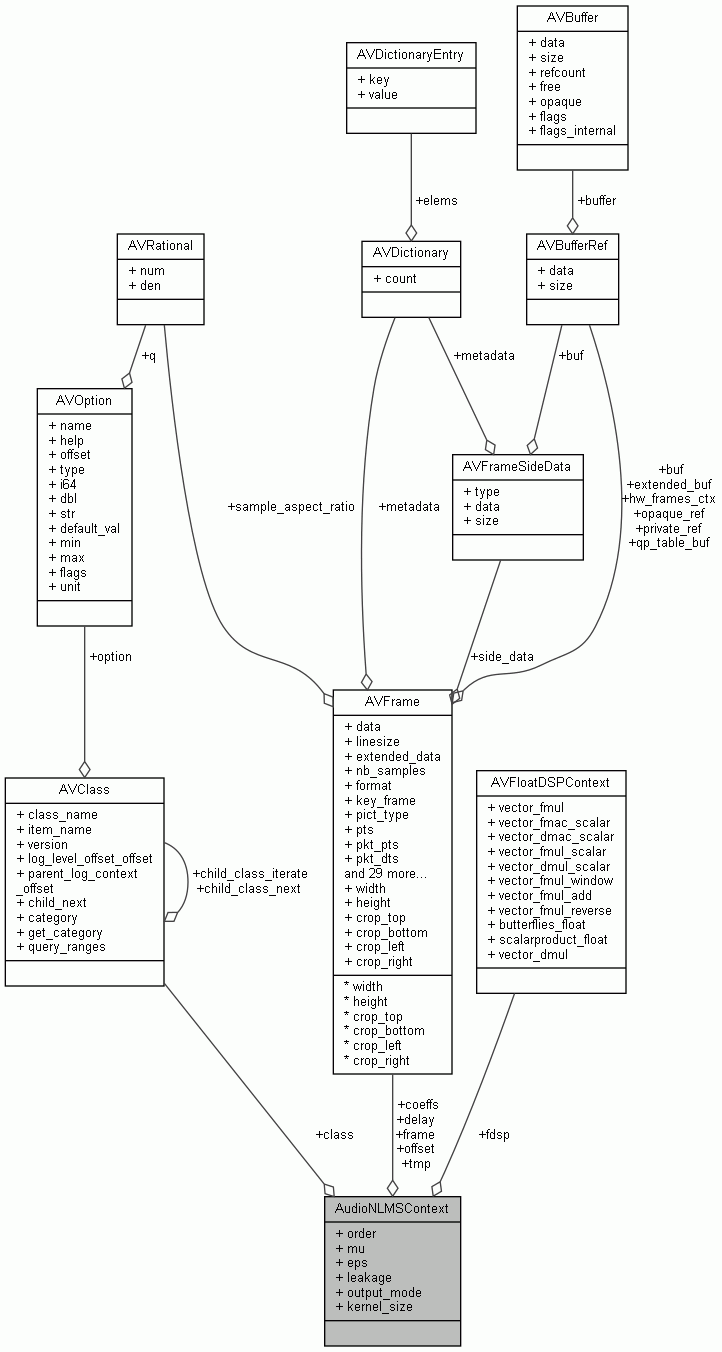 AVBuffer
+ data
+ size
+ refcount
+ free
+ opaque
+ flags
+ flags_internal
AVDictionaryEntry
+ key
+ value
+elems
+buffer
AVRational
+ num
+ den
AVDictionary
+ count
AVBufferRef
+ data
+ size
+q
+metadata
+buf
AVOption
+ name
+ help
+ offset
+ type
+ i64
+ dbl
+ str
+ default_val
+ min
+ max
+ flags
+ unit
AVFrameSideData
+ type
+ data
+ size
+buf
+extended_buf
+hw_frames_ctx
+opaque_ref
+private_ref
+qp_table_buf
+sample_aspect_ratio
+metadata
+option
+side_data
AVFrame
+ data
+ linesize
+ extended_data
+ nb_samples
+ format
+ key_frame
+ pict_type
+ pts
+ pkt_pts
+ pkt_dts
and 29 more...
+ width
+ height
+ crop_top
+ crop_bottom
+ crop_left
+ crop_right
* width
* height
* crop_top
* crop_bottom
* crop_left
* crop_right
AVClass
+ class_name
+ item_name
+ version
+ log_level_offset_offset
+ parent_log_context
_offset
+ child_next
+ category
+ get_category
+ query_ranges
+child_class_iterate
+child_class_next
AVFloatDSPContext
+ vector_fmul
+ vector_fmac_scalar
+ vector_dmac_scalar
+ vector_fmul_scalar
+ vector_dmul_scalar
+ vector_fmul_window
+ vector_fmul_add
+ vector_fmul_reverse
+ butterflies_float
+ scalarproduct_float
+ vector_dmul
+class
+coeffs
+delay
+frame
+offset
+tmp
+fdsp
AudioNLMSContext
+ order
+ mu
+ eps
+ leakage
+ output_mode
+ kernel_size